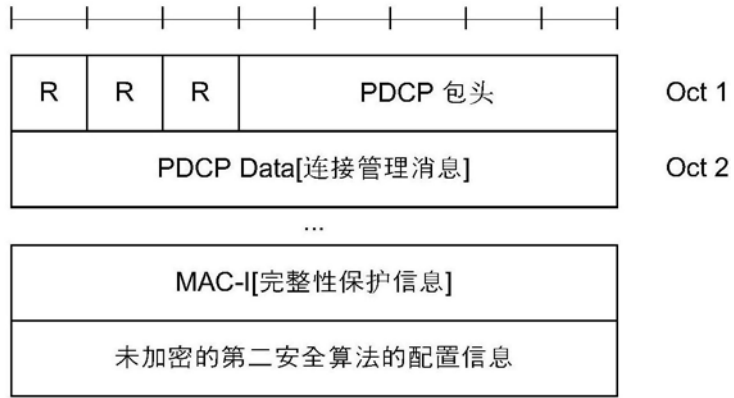 R R R PDCP 包头 Oct 1
PDCP Data[连接管理消息] Oct 2
...
MAC-I[完整性保护信息]
未加密的第二安全算法的配置信息